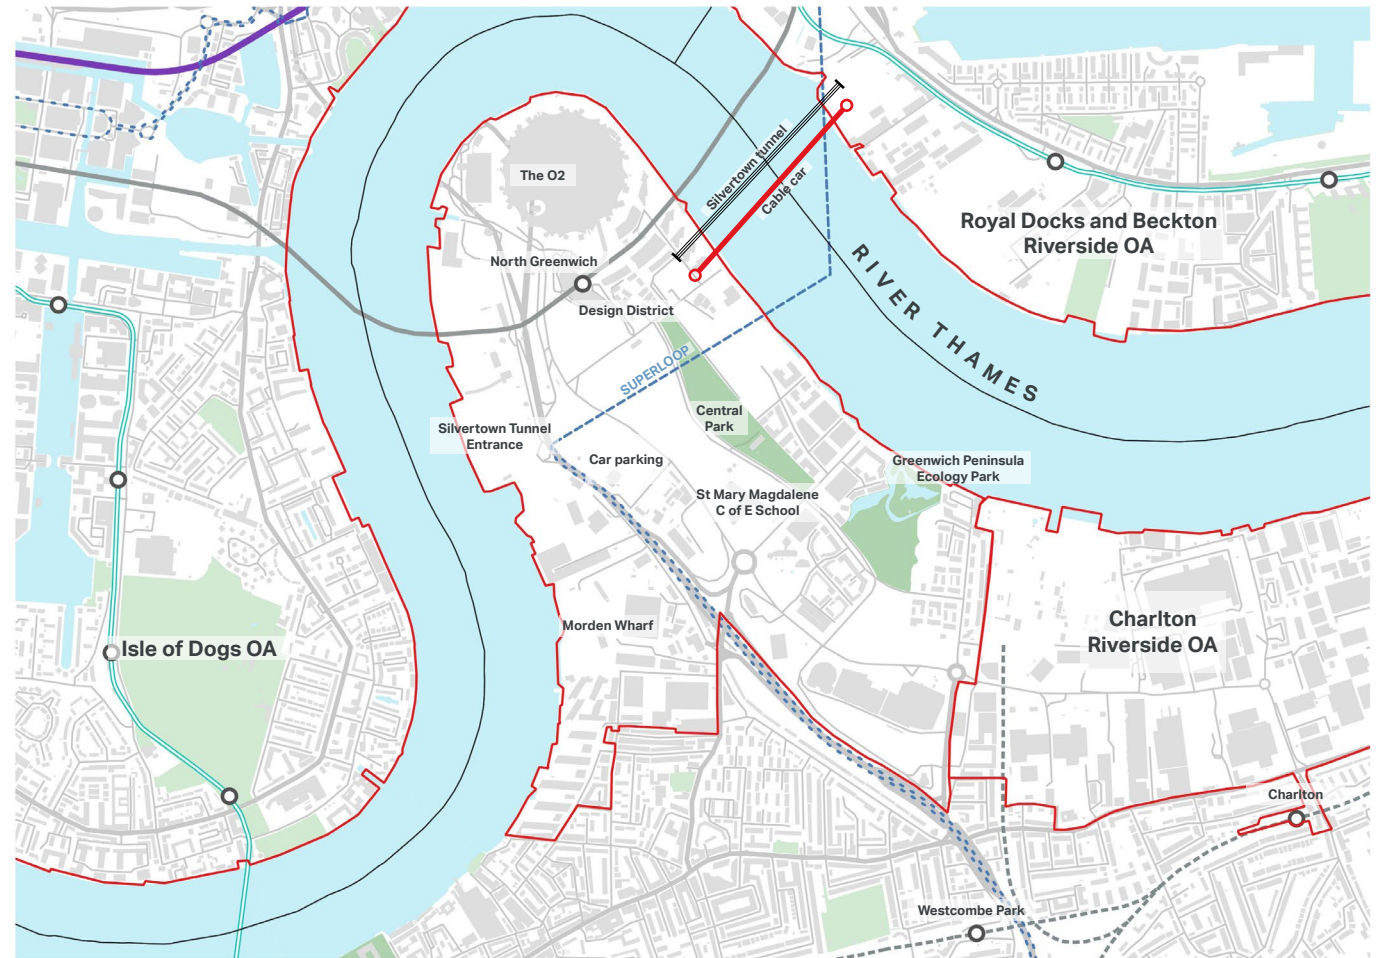 Silvertown tunnel
Cable car
The O2
Royal Docks and Beckton
Riverside OA
North Greenwich
RIVER THAMES
Design District
SUPERLOOP
Central
Park
Silvertown Tunnel
Entrance
Car parking
Greenwich Peninsula
Ecology Park
St Mary Magdalene
C of E School
Morden Wharf
Charlton
Riverside OA
Isle of Dogs OA
Charlton
Westcombe Park